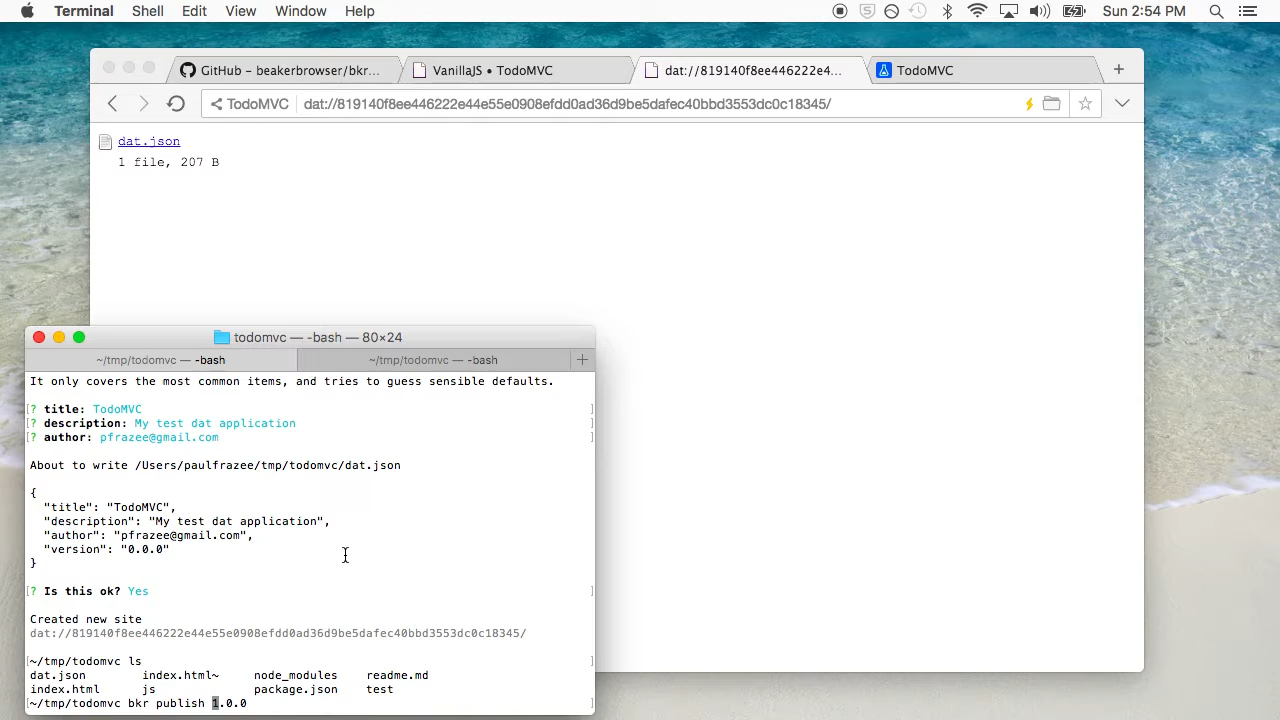 Terminal Shell Edit View Window Help Sun 2:54 PM
GitHub - beakerbrowser/bkr... VanillaJS • TodoMVC dat://819140f8ee446222e4... TodoMVC
TodoMVC dat://819140f8ee446222e44e55e0908efdd0ad36d9be5dafec40bbd3553dc0c18345/
dat.json
1 file, 207 B
todomvc — -bash — 80×24
~/tmp/todomvc — -bash ~/tmp/todomvc — -bash
It only covers the most common items, and tries to guess sensible defaults.
[? title: TodoMVC ]
[? description: My test dat application ]
[? author: pfrazee@gmail.com ]
About to write /Users/paulfrazee/tmp/todomvc/dat.json
{
"title": "TodoMVC",
"description": "My test dat application",
"author": "pfrazee@gmail.com",
"version": "0.0.0"
}
[? Is this ok? Yes ]
Created new site
dat://819140f8ee446222e44e55e0908efdd0ad36d9be5dafec40bbd3553dc0c18345/
[~/tmp/todomvc ls ]
dat.json index.html~ node_modules readme.md
index.html js package.json test
~/tmp/todomvc bkr publish 1.0.0